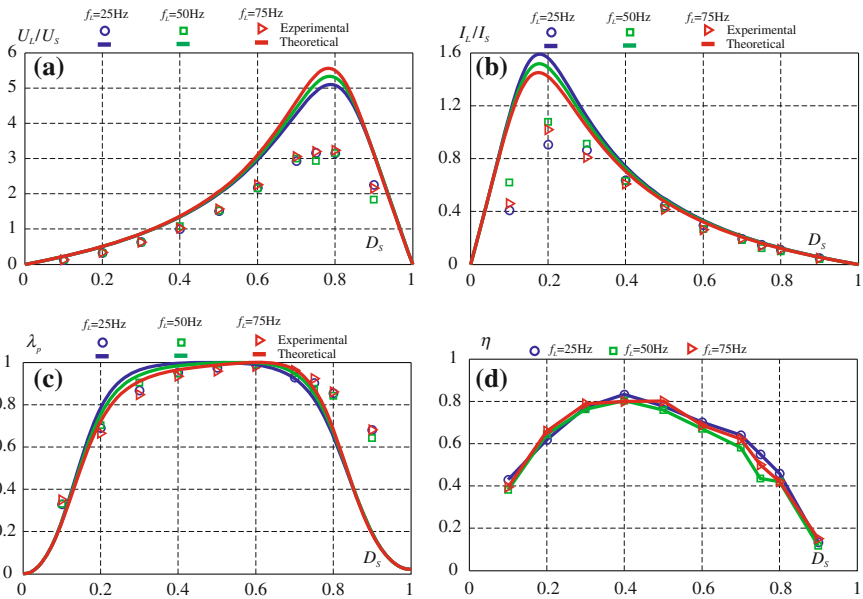 f_L=25Hz f_L=50Hz f_L=75Hz
U_L/U_S Ezperimental
Theoretical
(a)
6
5
4
3
2
1
0
D_S
0 0.2 0.4 0.6 0.8 1
f_L=25Hz f_L=50Hz f_L=75Hz
I_L/I_S Experimental
Theoretical
(b)
1.6
1.2
0.8
0.4
0
D_S
0 0.2 0.4 0.6 0.8 1
f_L=25Hz f_L=50Hz f_L=75Hz
λ_p Experimental
Theoretical
(c)
1
0.8
0.6
0.4
0.2
0
D_S
0 0.2 0.4 0.6 0.8 1
η f_L=25Hz f_L=50Hz f_L=75Hz
(d)
1
0.8
0.6
0.4
0.2
0
D_S
0 0.2 0.4 0.6 0.8 1